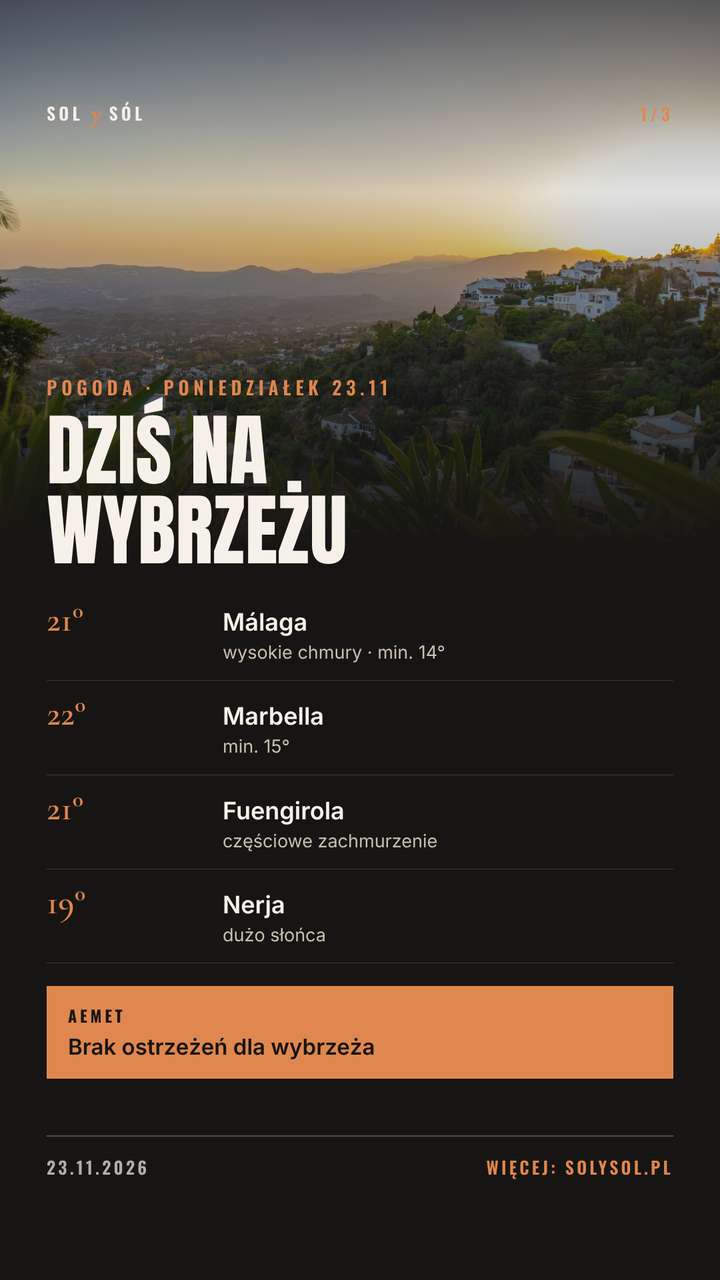 SOL y SÓL
1/3
POGODA · PONIEDZIAŁEK 23.11
DZIŚ NA
WYBRZEŻU
21°
Málaga
wysokie chmury · min. 14°
22°
Marbella
min. 15°
21°
Fuengirola
częściowe zachmurzenie
19°
Nerja
dużo słońca
AEMET
Brak ostrzeżeń dla wybrzeża
23.11.2026
WIĘCEJ: SOLYSOL.PL